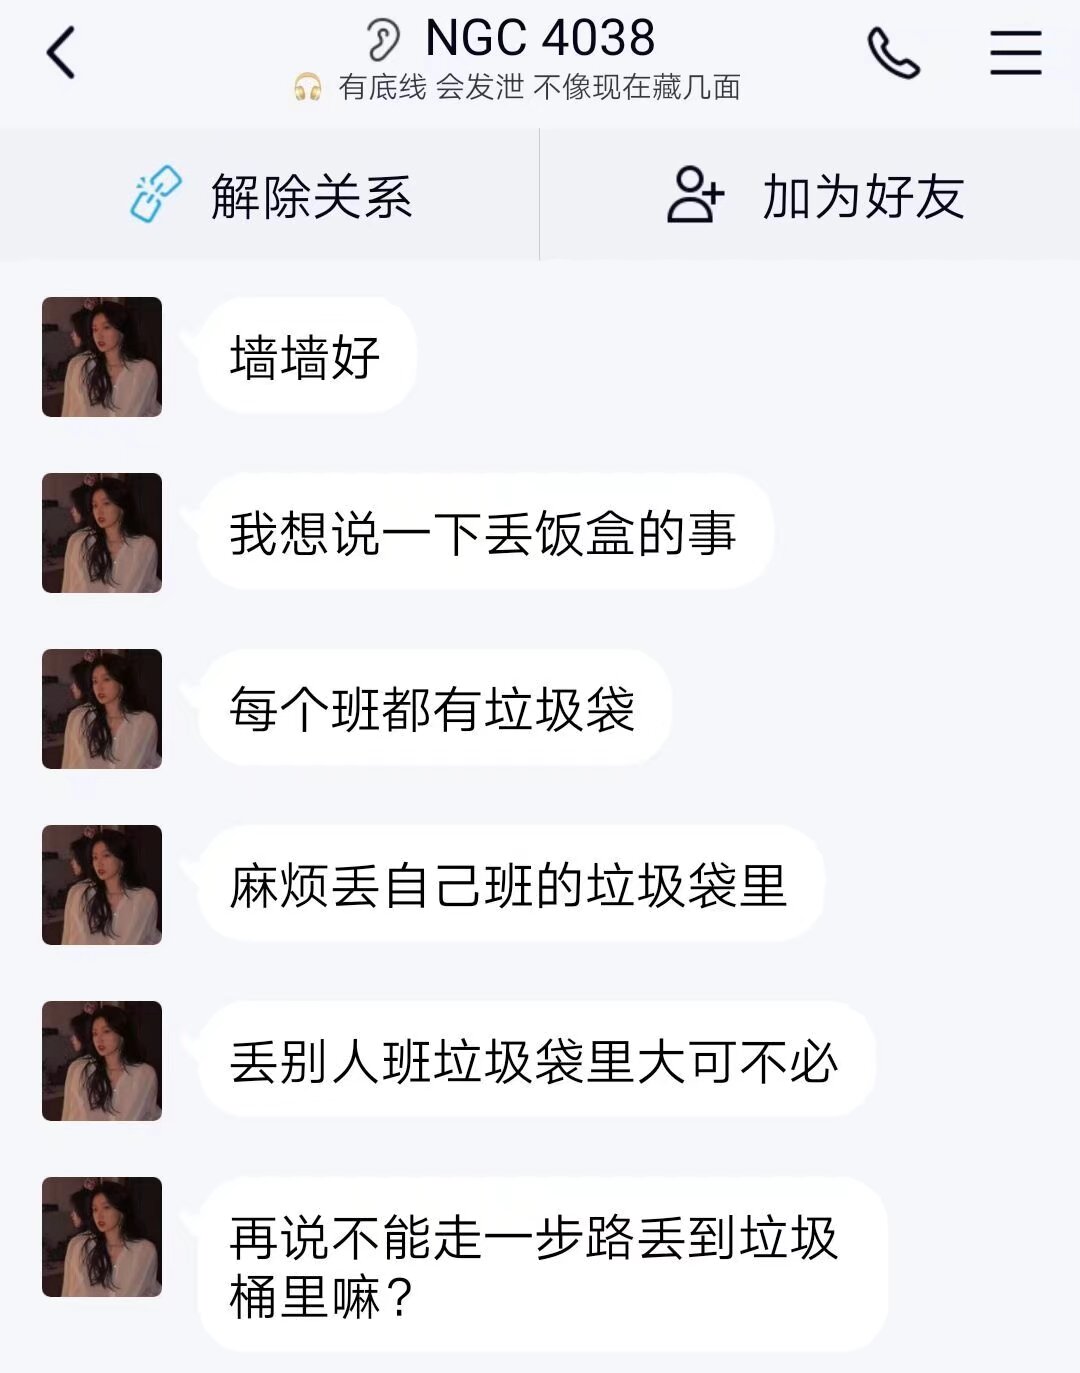 NGC 4038
有底线 会发泄 不像现在藏几面
解除关系
加为好友
墙墙好
我想说一下丢饭盒的事
每个班都有垃圾袋
麻烦丢自己班的垃圾袋里
丢别人班垃圾袋里大可不必
再说不能走一步路丢到垃圾
桶里嘛?